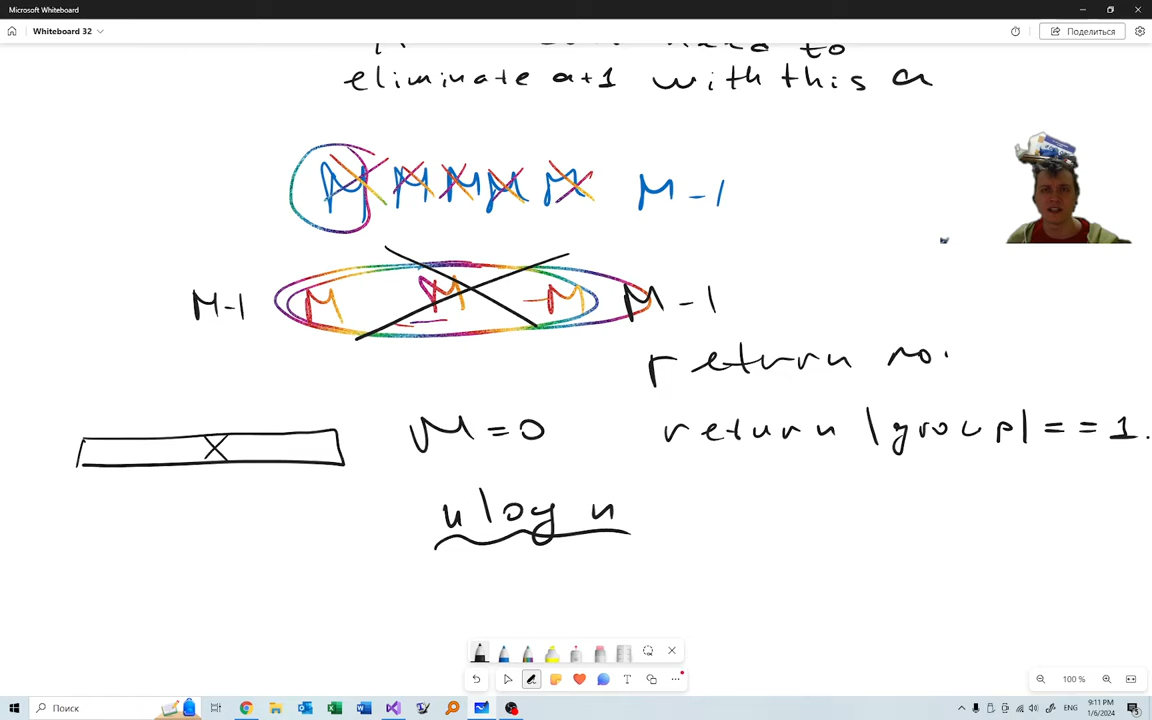 Microsoft Whiteboard
Whiteboard 32
Поделиться
to
eliminate a+1 with this a
M M M M M M-1
M-1 M M M M-1
return no.
M=0 return |group| == 1.
n log n
100 %
Поиск
ENG
9:11 PM
1/6/2024